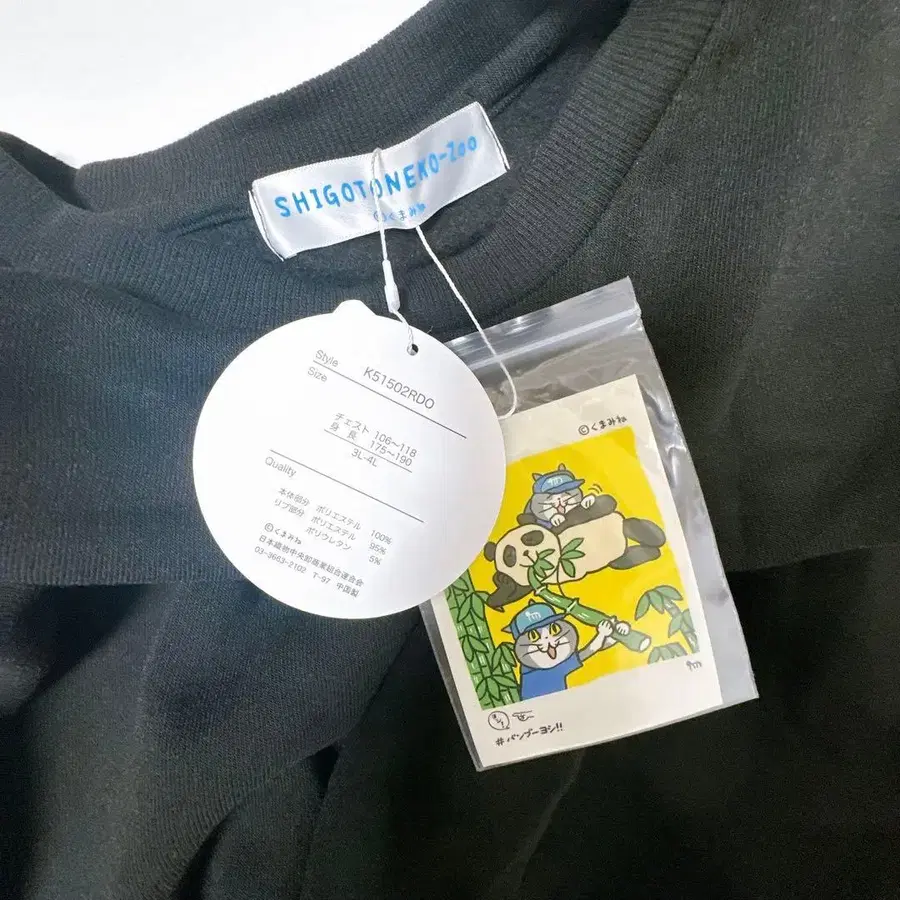 SHIGOTONEKO-Zoo
©くまみね
Style K51502RDO
Size
チェスト 106〜118
身 長 175〜190
3L-4L
Quality
本体部分 ポリエステル 100%
リブ部分 ポリエステル 95%
ポリウレタン 5%
©くまみね
日本織物中央卸商業組合連合会
03-3663-2102 T-97 中国製
©くまみね
#バンブーヨシ!!